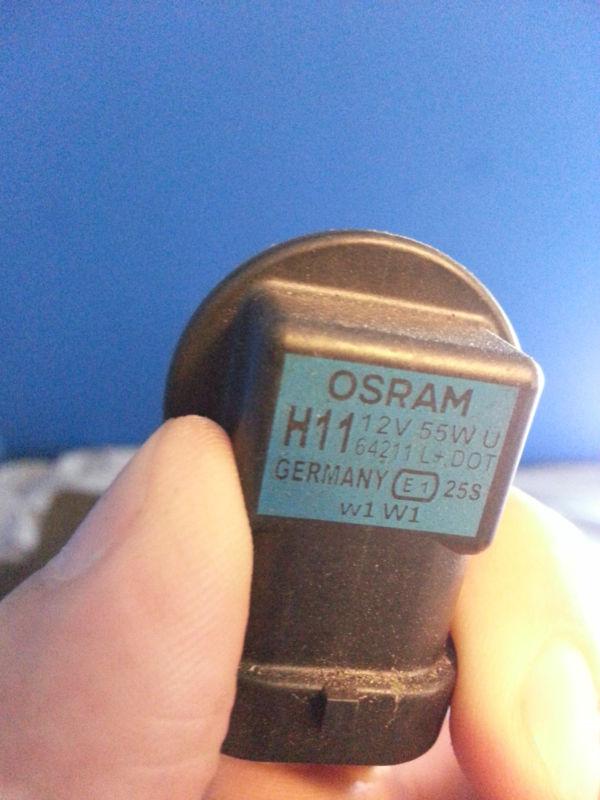 OSRAM
H11 12V 55W U
64211 L+ DOT
GERMANY E1 25S
w1 W1